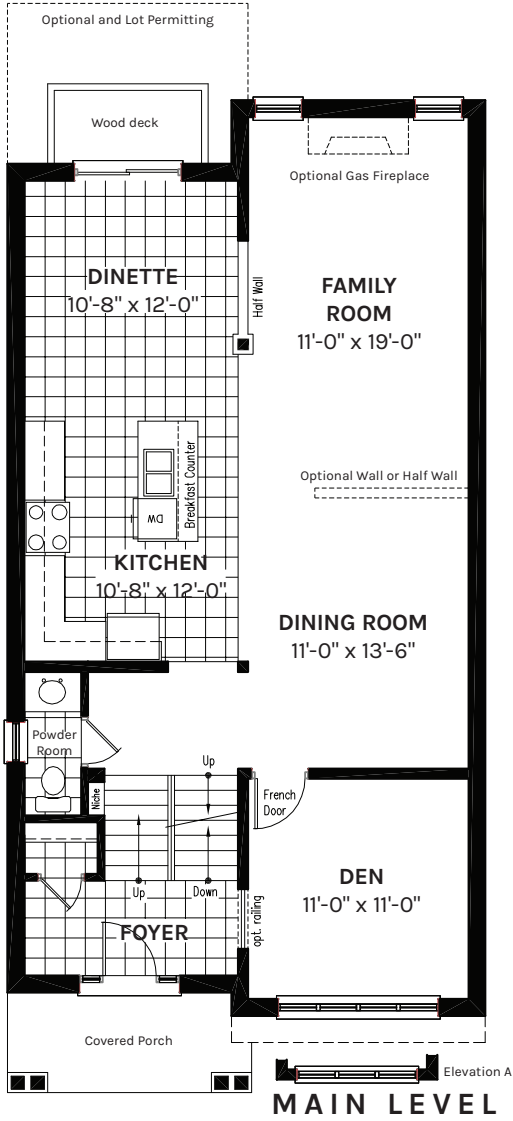 Optional and Lot Permitting
Wood deck
Optional Gas Fireplace
DINETTE
10'-8" x 12'-0"
Half Wall
FAMILY
ROOM
11'-0" x 19'-0"
Breakfast Counter
DW
Optional Wall or Half Wall
KITCHEN
10'-8" x 12'-0"
DINING ROOM
11'-0" x 13'-6"
Powder
Room
Up
Niche
French
Door
Up
Down
DEN
11'-0" x 11'-0"
opt. railing
FOYER
Covered Porch
Elevation A
MAIN LEVEL